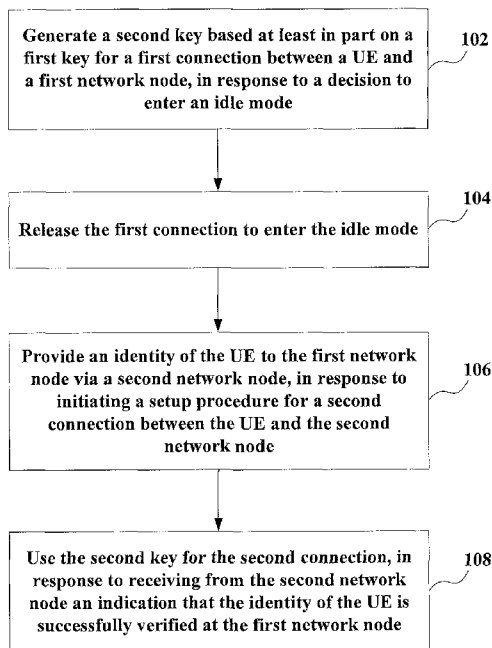 Generate a second key based at least in part on a
first key for a first connection between a UE and
a first network node, in response to a decision to
enter an idle mode
102
Release the first connection to enter the idle mode
104
Provide an identity of the UE to the first network
node via a second network node, in response to
initiating a setup procedure for a second
connection between the UE and the second
network node
106
Use the second key for the second connection, in
response to receiving from the second network
node an indication that the identity of the UE is
successfully verified at the first network node
108